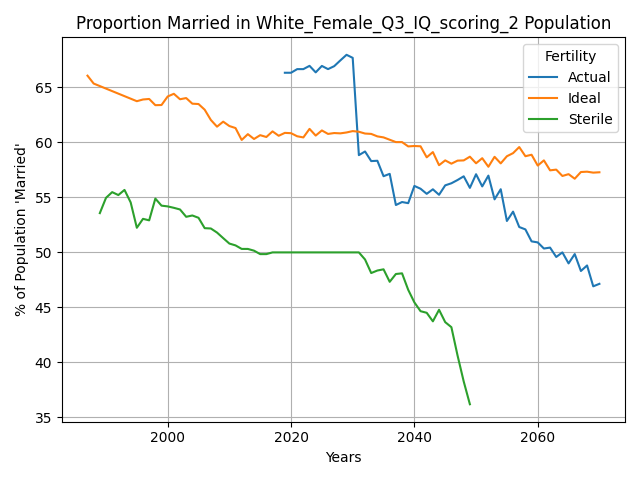 Proportion Married in White_Female_Q3_IQ_scoring_2 Population
% of Population 'Married'
65
60
55
50
45
40
35
2000
2020
2040
2060
Years
Fertility
Actual
Ideal
Sterile